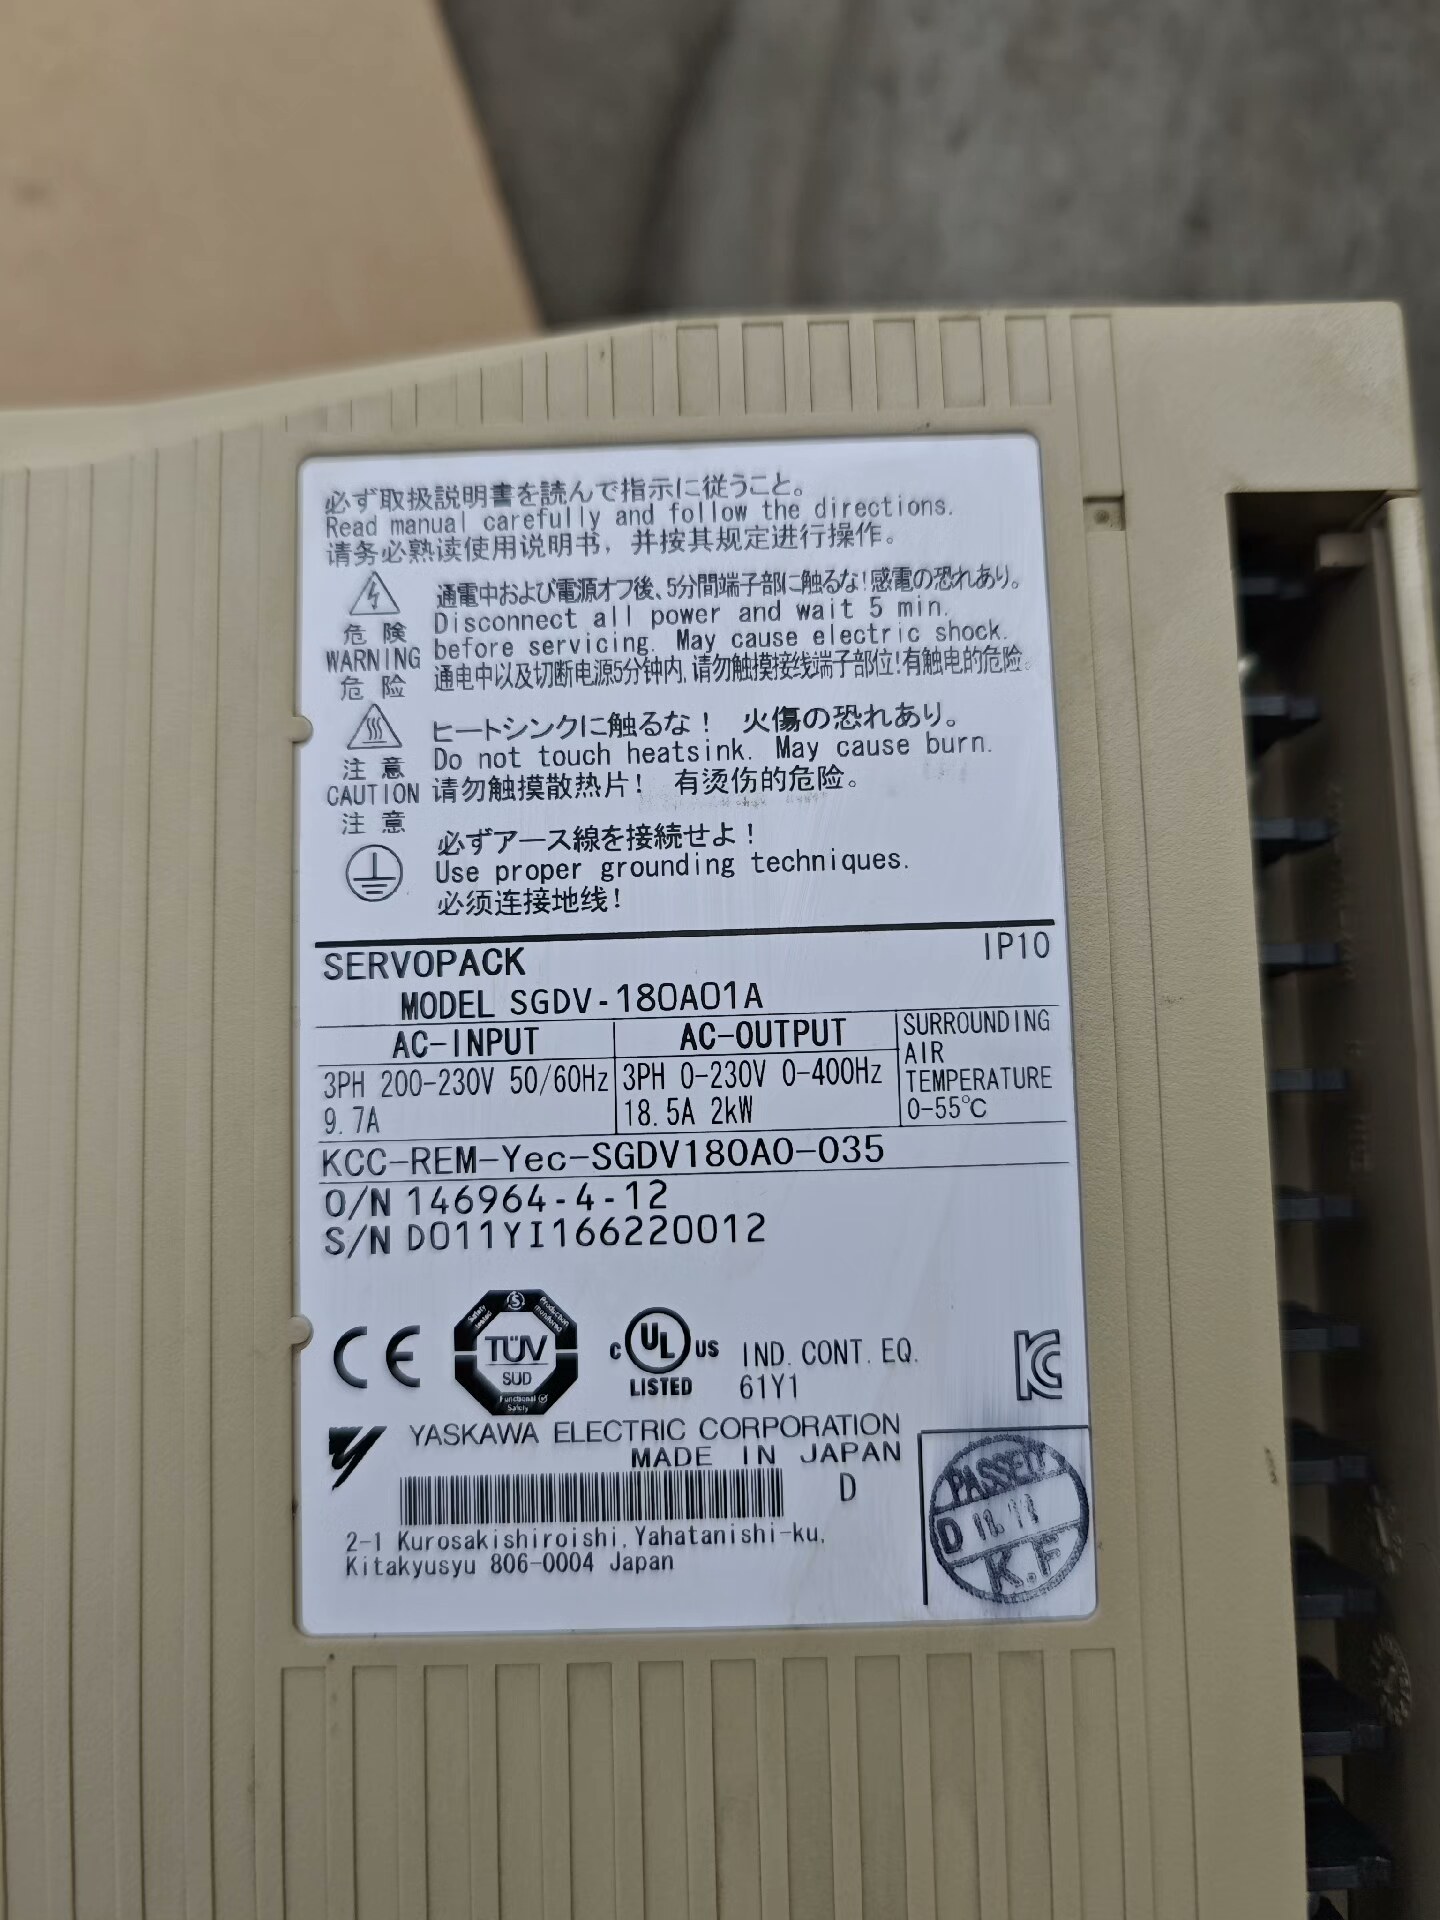 必ず取扱説明書を読んで指示に従うこと。
Read manual carefully and follow the directions.
请务必熟读使用说明书，并按其规定进行操作。
通電中および電源オフ後、5分間端子部に触るな!感電の恐れあり。
Disconnect all power and wait 5 min.
危 険
before servicing. May cause electric shock.
WARNING
通电中以及切断电源5分钟内,请勿触摸接线端子部位!有触电的危险。
危 险
ヒートシンクに触るな! 火傷の恐れあり。
Do not touch heatsink. May cause burn.
注 意
CAUTION
请勿触摸散热片! 有烫伤的危险。
注 意
必ずアース線を接続せよ!
Use proper grounding techniques.
必须连接地线!
SERVOPACK
IP10
MODEL SGDV-180A01A
AC-INPUT
AC-OUTPUT
SURROUNDING
AIR
TEMPERATURE
0-55℃
3PH 200-230V 50/60Hz
9.7A
3PH 0-230V 0-400Hz
18.5A 2kW
KCC-REM-Yec-SGDV180A0-035
O/N 146964-4-12
S/N D011YI166220012
CE
Safety tested
S
Production monitored
TÜV
SUD
Functional Safety
C UL US
LISTED
IND. CONT. EQ.
61Y1
KC
YASKAWA ELECTRIC CORPORATION
MADE IN JAPAN
D
2-1 Kurosakishiroishi, Yahatanishi-ku,
Kitakyusyu 806-0004 Japan
PASSED
D
K.F